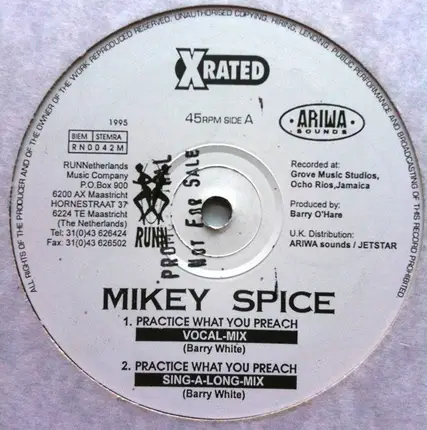 ALL RIGHTS OF THE PRODUCER AND OF THE OWNER OF THE WORK REPRODUCED RESERVED. UNAUTHORISED COPYING, HIRING, LENDING, PUBLIC PERFORMANCE AND BROADCASTING OF THIS RECORD PROHIBITED.
X RATED
1995
BIEM STEMRA
RN0042M
45RPM SIDE A
ARIWA
SOUNDS
RUNNetherlands
Music Company
P.O.Box 900
6200 AX Maastricht
HORNESTRAAT 37
6224 TE Maastricht
(The Netherlands)
Tel: 31(0)43 626424
Fax: 31(0)43 626502
RUNN
NOT FOR SALE
Recorded at:
Grove Music Studios,
Ocho Rios,Jamaica
Produced by:
Barry O'Hare
U.K. Distribution:
ARIWA sounds / JETSTAR
MIKEY SPICE
1. PRACTICE WHAT YOU PREACH
VOCAL-MIX
(Barry White)
2. PRACTICE WHAT YOU PREACH
SING-A-LONG-MIX
(Barry White)